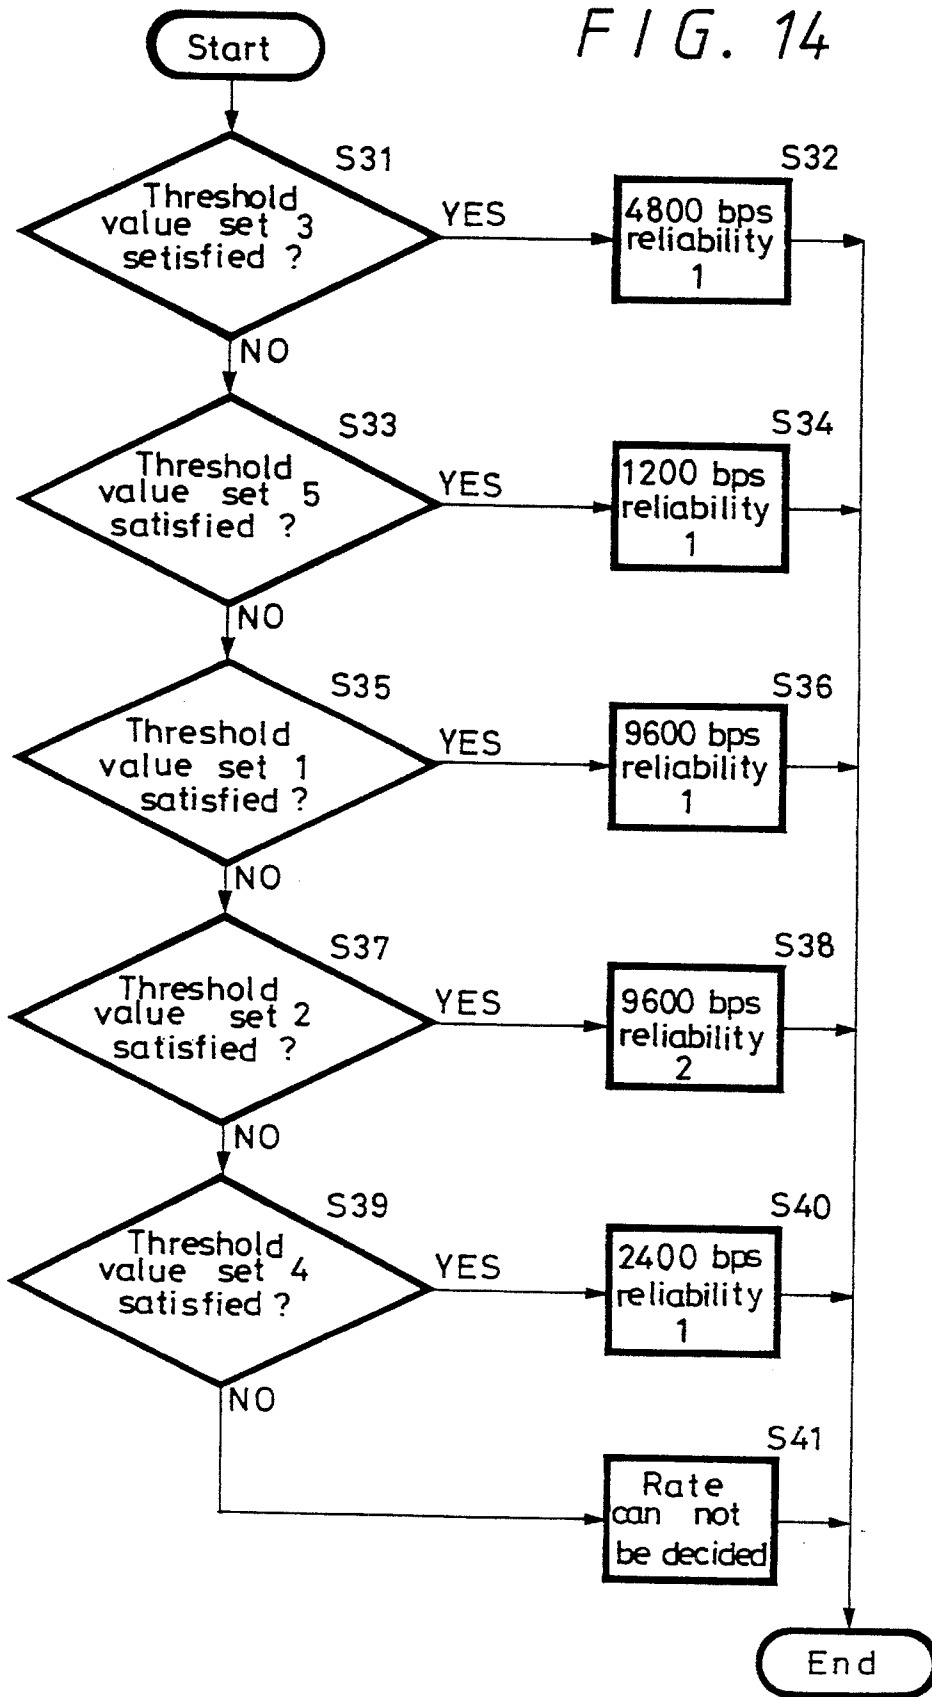 FIG. 14
Start
S31
Threshold
value set 3
setisfied ?
YES
S32
4800 bps
reliability
1
NO
S33
Threshold
value set 5
satisfied ?
YES
S34
1200 bps
reliability
1
NO
S35
Threshold
value set 1
satisfied ?
YES
S36
9600 bps
reliability
1
NO
S37
Threshold
value set 2
satisfied ?
YES
S38
9600 bps
reliability
2
NO
S39
Threshold
value set 4
satisfied ?
YES
S40
2400 bps
reliability
1
NO
S41
Rate
can not
be decided
End